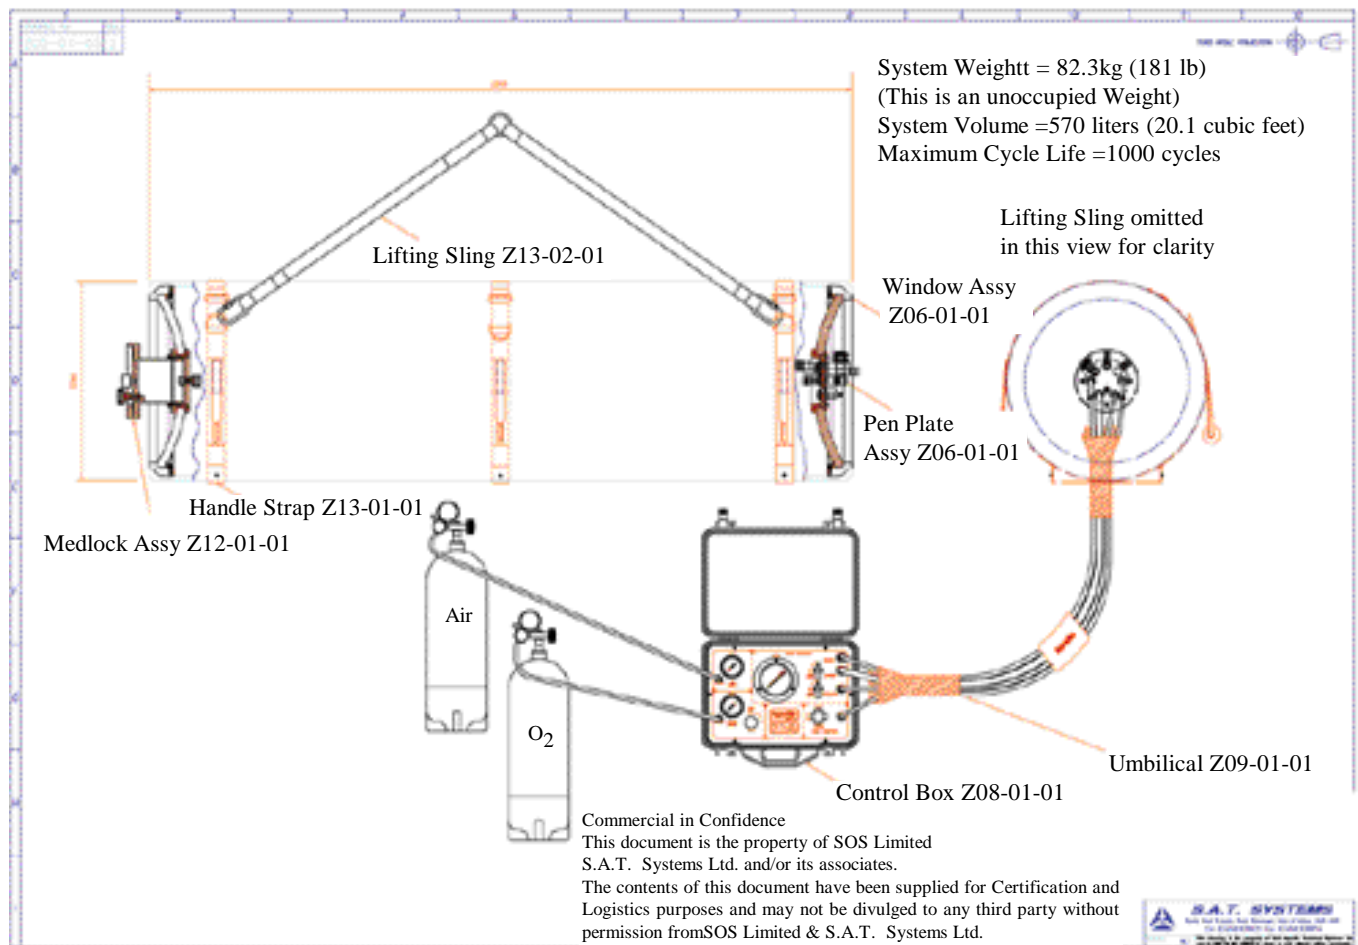 System Weightt = 82.3kg (181 lb)
(This is an unoccupied Weight)
System Volume =570 liters (20.1 cubic feet)
Maximum Cycle Life =1000 cycles
Lifting Sling omitted
in this view for clarity
Lifting Sling Z13-02-01
Window Assy
Z06-01-01
Pen Plate
Assy Z06-01-01
Handle Strap Z13-01-01
Medlock Assy Z12-01-01
Air
O2
Umbilical Z09-01-01
Control Box Z08-01-01
Commercial in Confidence
This document is the property of SOS Limited
S.A.T. Systems Ltd. and/or its associates.
The contents of this document have been supplied for Certification and
Logistics purposes and may not be divulged to any third party without
permission fromSOS Limited & S.A.T. Systems Ltd.
S.A.T. SYSTEMS